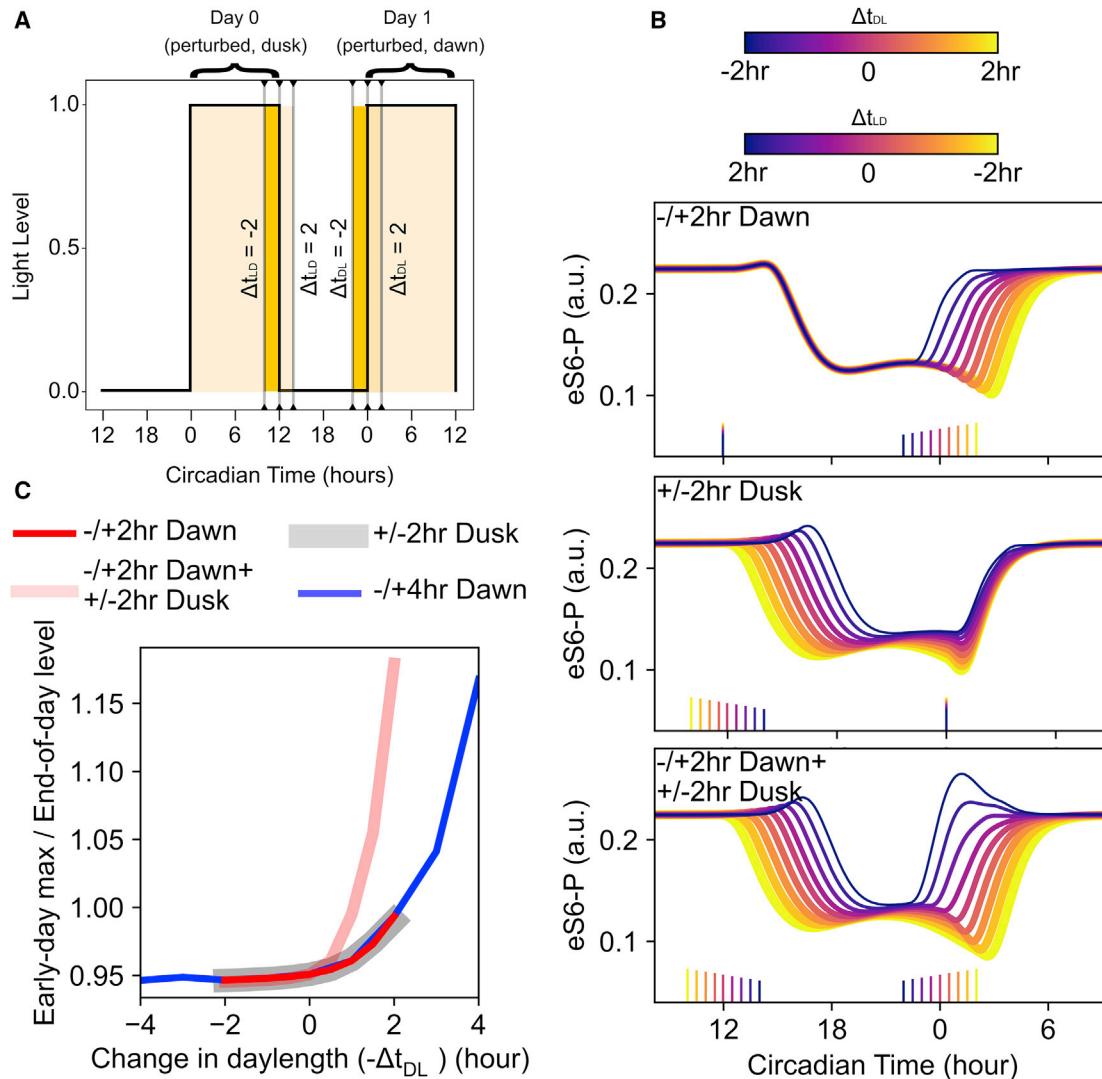 A
Day 0
(perturbed, dusk)
Day 1
(perturbed, dawn)
Light Level
1.0
0.5
0.0
ΔtLD = -2
ΔtLD = 2
ΔtDL = -2
ΔtDL = 2
12 18 0 6 12 18 0 12
Circadian Time (hours)
B
ΔtDL
-2hr 0 2hr
ΔtLD
2hr 0 -2hr
-/+2hr Dawn
eS6-P (a.u.)
0.2
0.1
+/-2hr Dusk
eS6-P (a.u.)
0.2
0.1
-/+2hr Dawn+
+/-2hr Dusk
eS6-P (a.u.)
0.2
0.1
12 18 0 6
Circadian Time (hour)
C
-/+2hr Dawn
+/-2hr Dusk
-/+2hr Dawn+
+/-2hr Dusk
-/+4hr Dawn
Early-day max / End-of-day level
1.15
1.10
1.05
1.00
0.95
−4 −2 0 2 4
Change in daylength (-ΔtDL ) (hour)